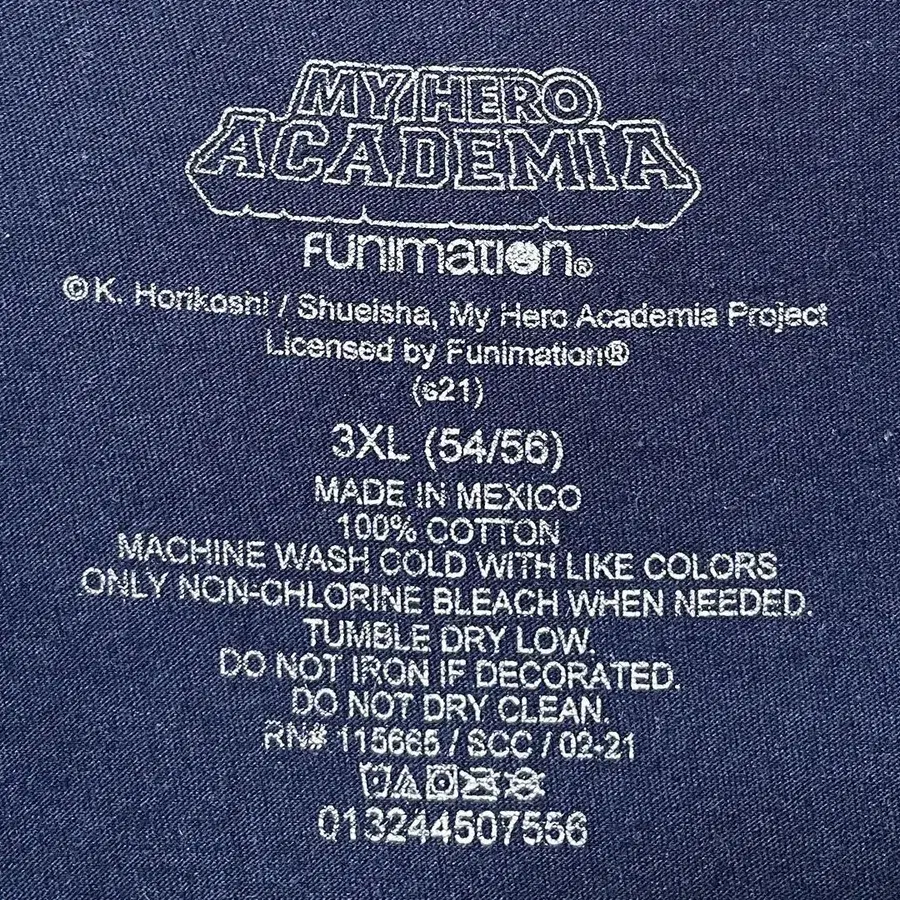 MY HERO
ACADEMIA
FUnimation®
©K. Horikoshi / Shueisha, My Hero Academia Project
Licensed by Funimation®
(s21)
3XL (54/56)
MADE IN MEXICO
100% COTTON
MACHINE WASH COLD WITH LIKE COLORS
ONLY NON-CHLORINE BLEACH WHEN NEEDED.
TUMBLE DRY LOW.
DO NOT IRON IF DECORATED.
DO NOT DRY CLEAN.
RN# 115665 / SCC / 02-21
013244507556